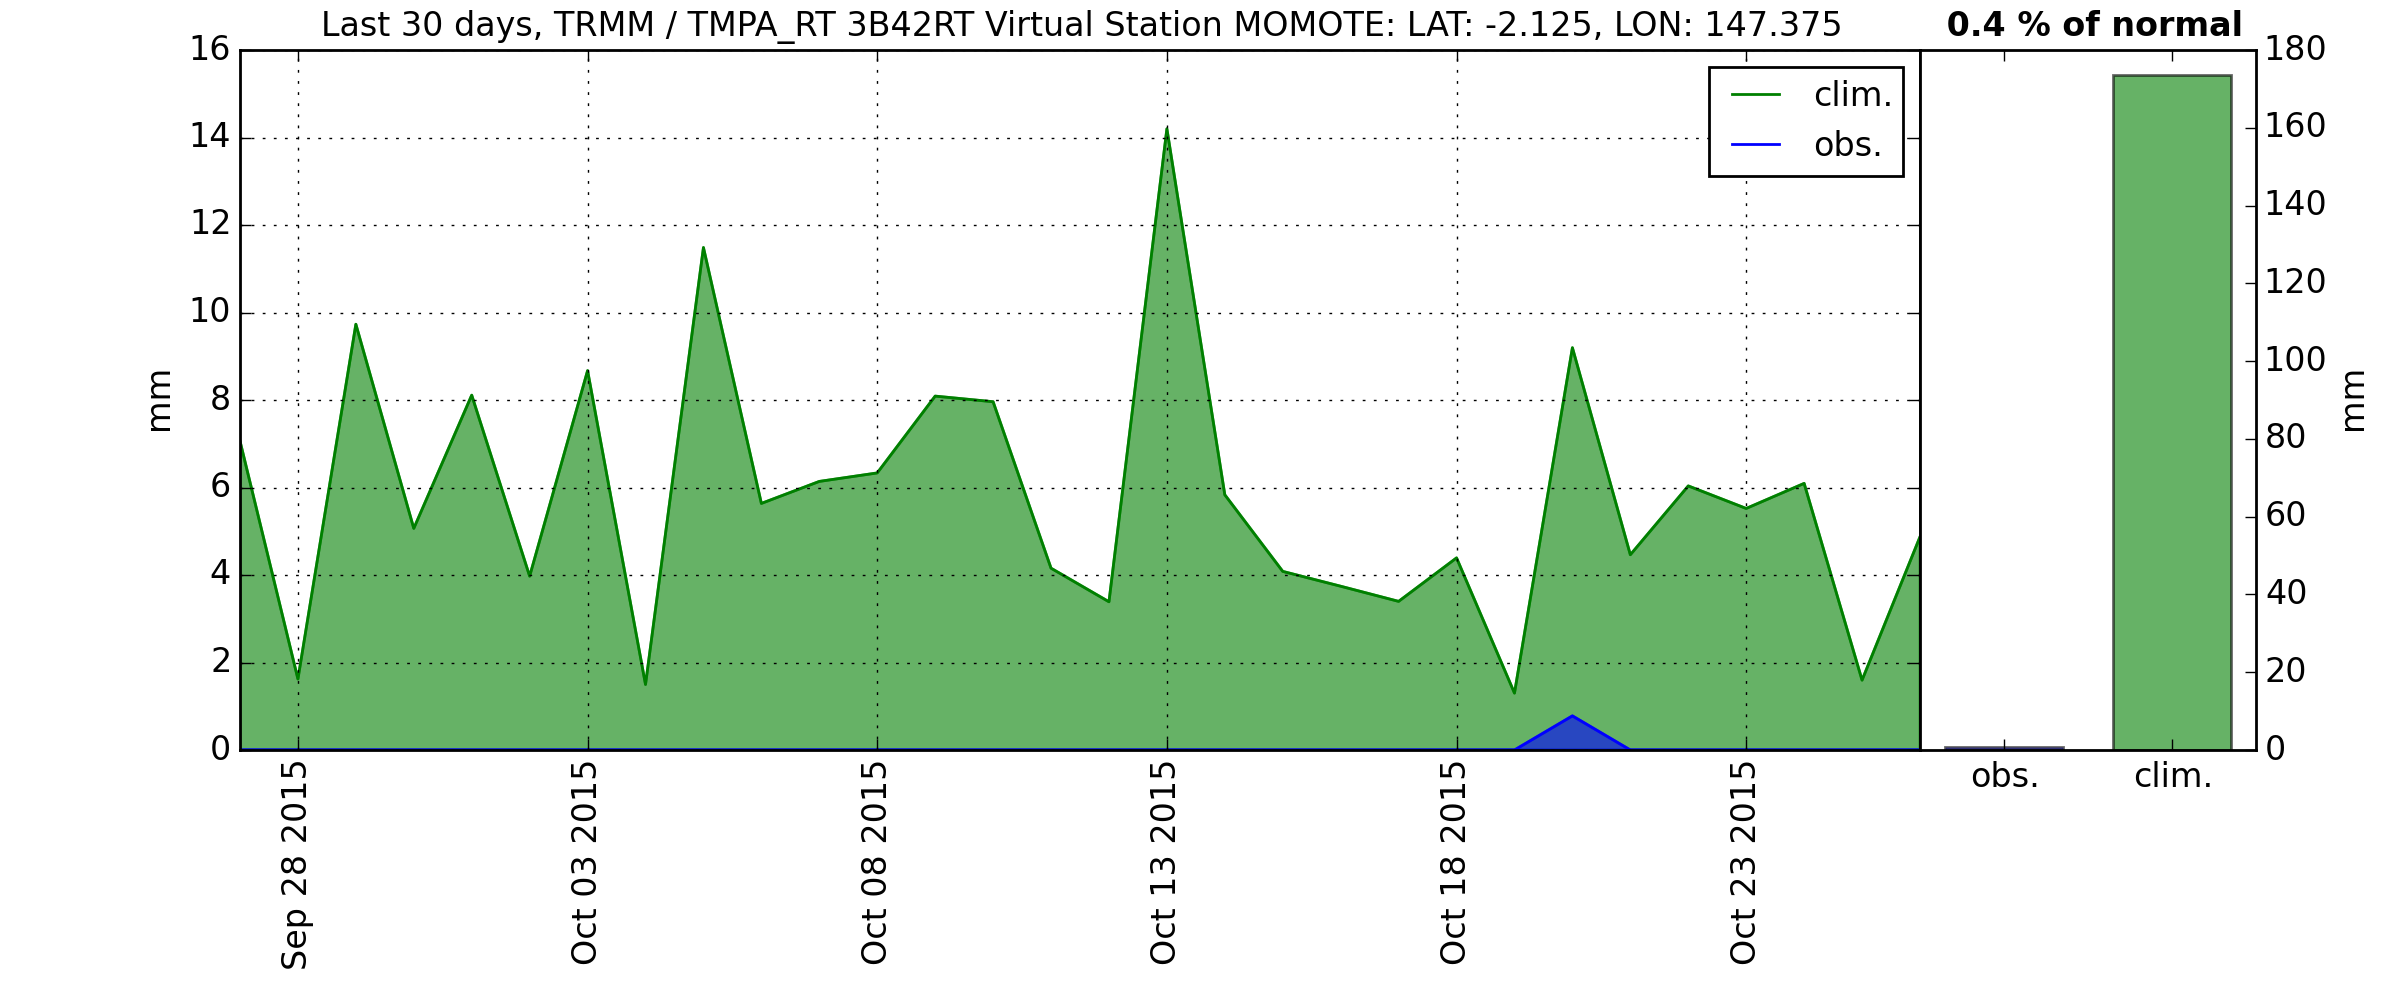 Last 30 days, TRMM / TMPA_RT 3B42RT Virtual Station MOMOTE: LAT: -2.125, LON: 147.375
0.4 % of normal
16
14
12
10
8
6
4
2
0
mm
clim.
obs.
180
160
140
120
100
80
60
40
20
0
mm
Sep 28 2015
Oct 03 2015
Oct 08 2015
Oct 13 2015
Oct 18 2015
Oct 23 2015
obs.
clim.